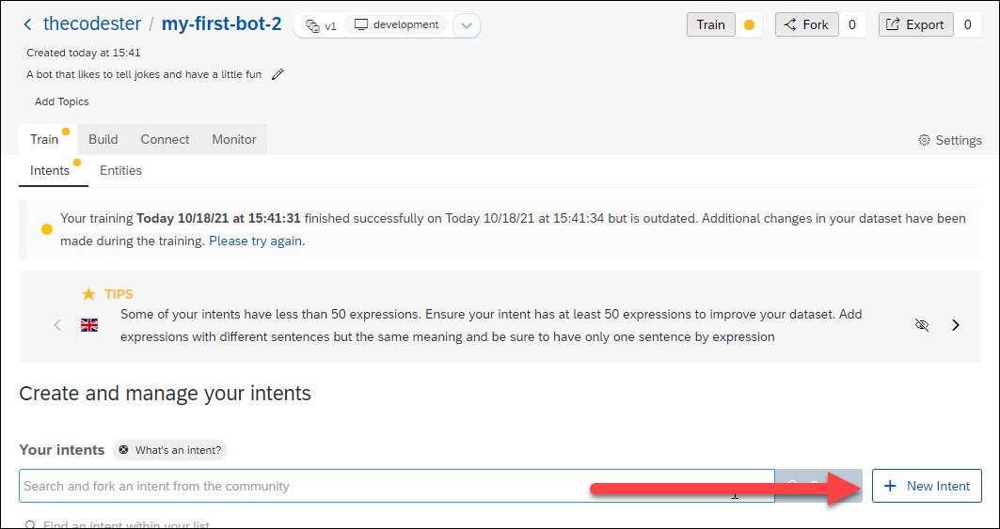 thecodester / my-first-bot-2 v1 development Train Fork 0 Export 0
Created today at 15:41
A bot that likes to tell jokes and have a little fun
Add Topics
Train Build Connect Monitor Settings
Intents Entities
Your training Today 10/18/21 at 15:41:31 finished successfully on Today 10/18/21 at 15:41:34 but is outdated. Additional changes in your dataset have been
made during the training. Please try again.
TIPS
Some of your intents have less than 50 expressions. Ensure your intent has at least 50 expressions to improve your dataset. Add
expressions with different sentences but the same meaning and be sure to have only one sentence by expression
Create and manage your intents
Your intents What's an intent?
Search and fork an intent from the community + New Intent
Find an intent within your list